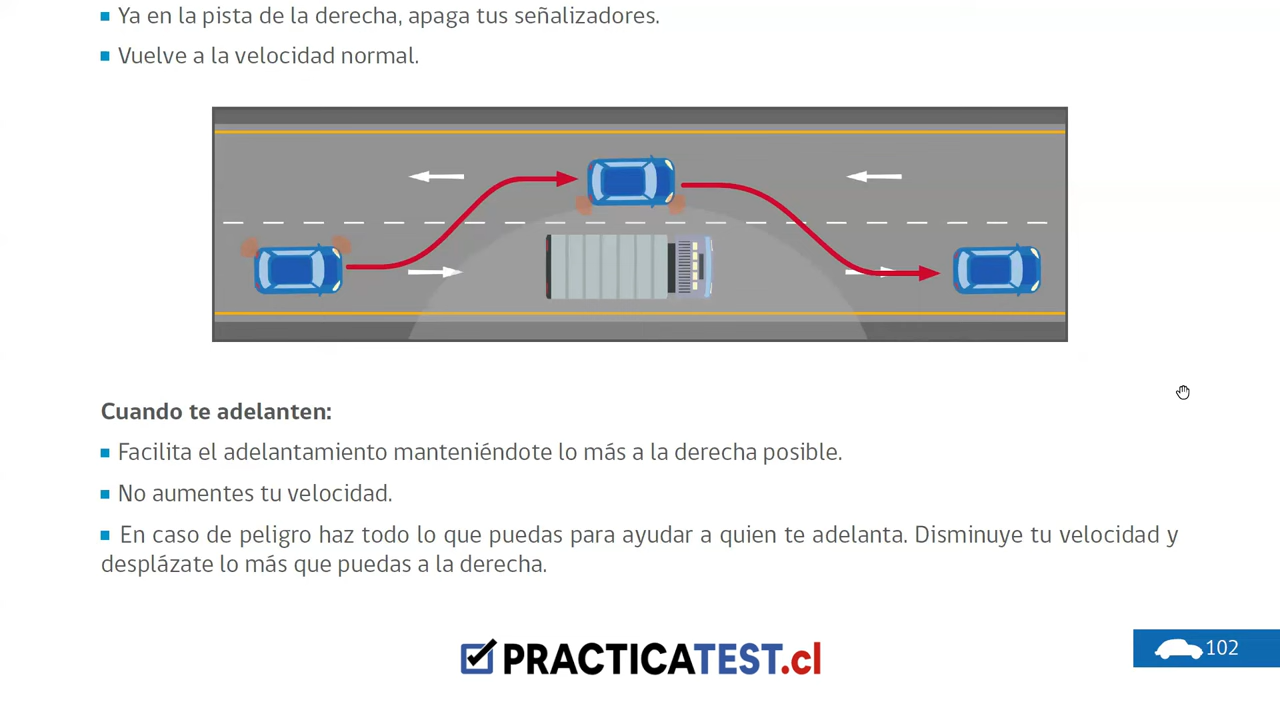 Ya en la pista de la derecha, apaga tus señalizadores.
Vuelve a la velocidad normal.
Cuando te adelanten:
Facilita el adelantamiento manteniéndote lo más a la derecha posible.
No aumentes tu velocidad.
En caso de peligro haz todo lo que puedas para ayudar a quien te adelanta. Disminuye tu velocidad y
desplázate lo más que puedas a la derecha.
PRACTICATEST.cl
102